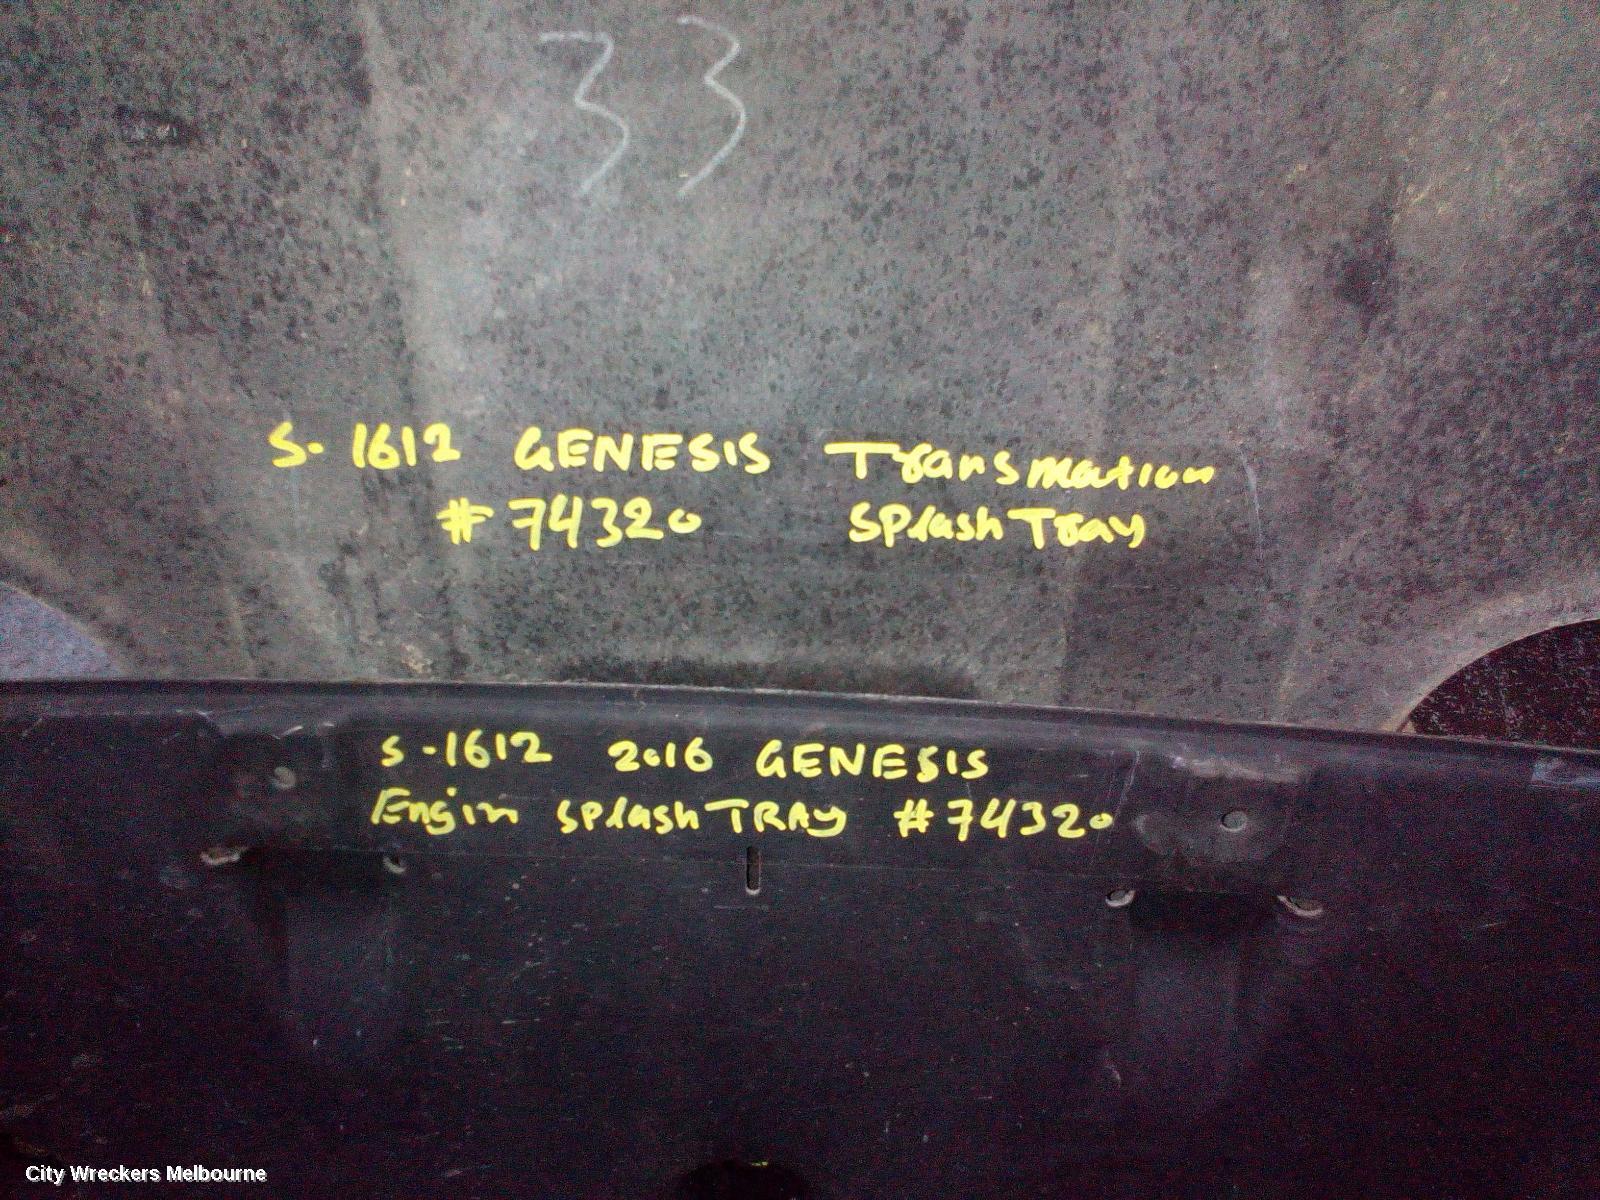 33
S-1612 GENESIS Transmation
#74320 Splash Tray
S-1612 2016 GENESIS
Engin Splash TRAY #74320
City Wreckers Melbourne